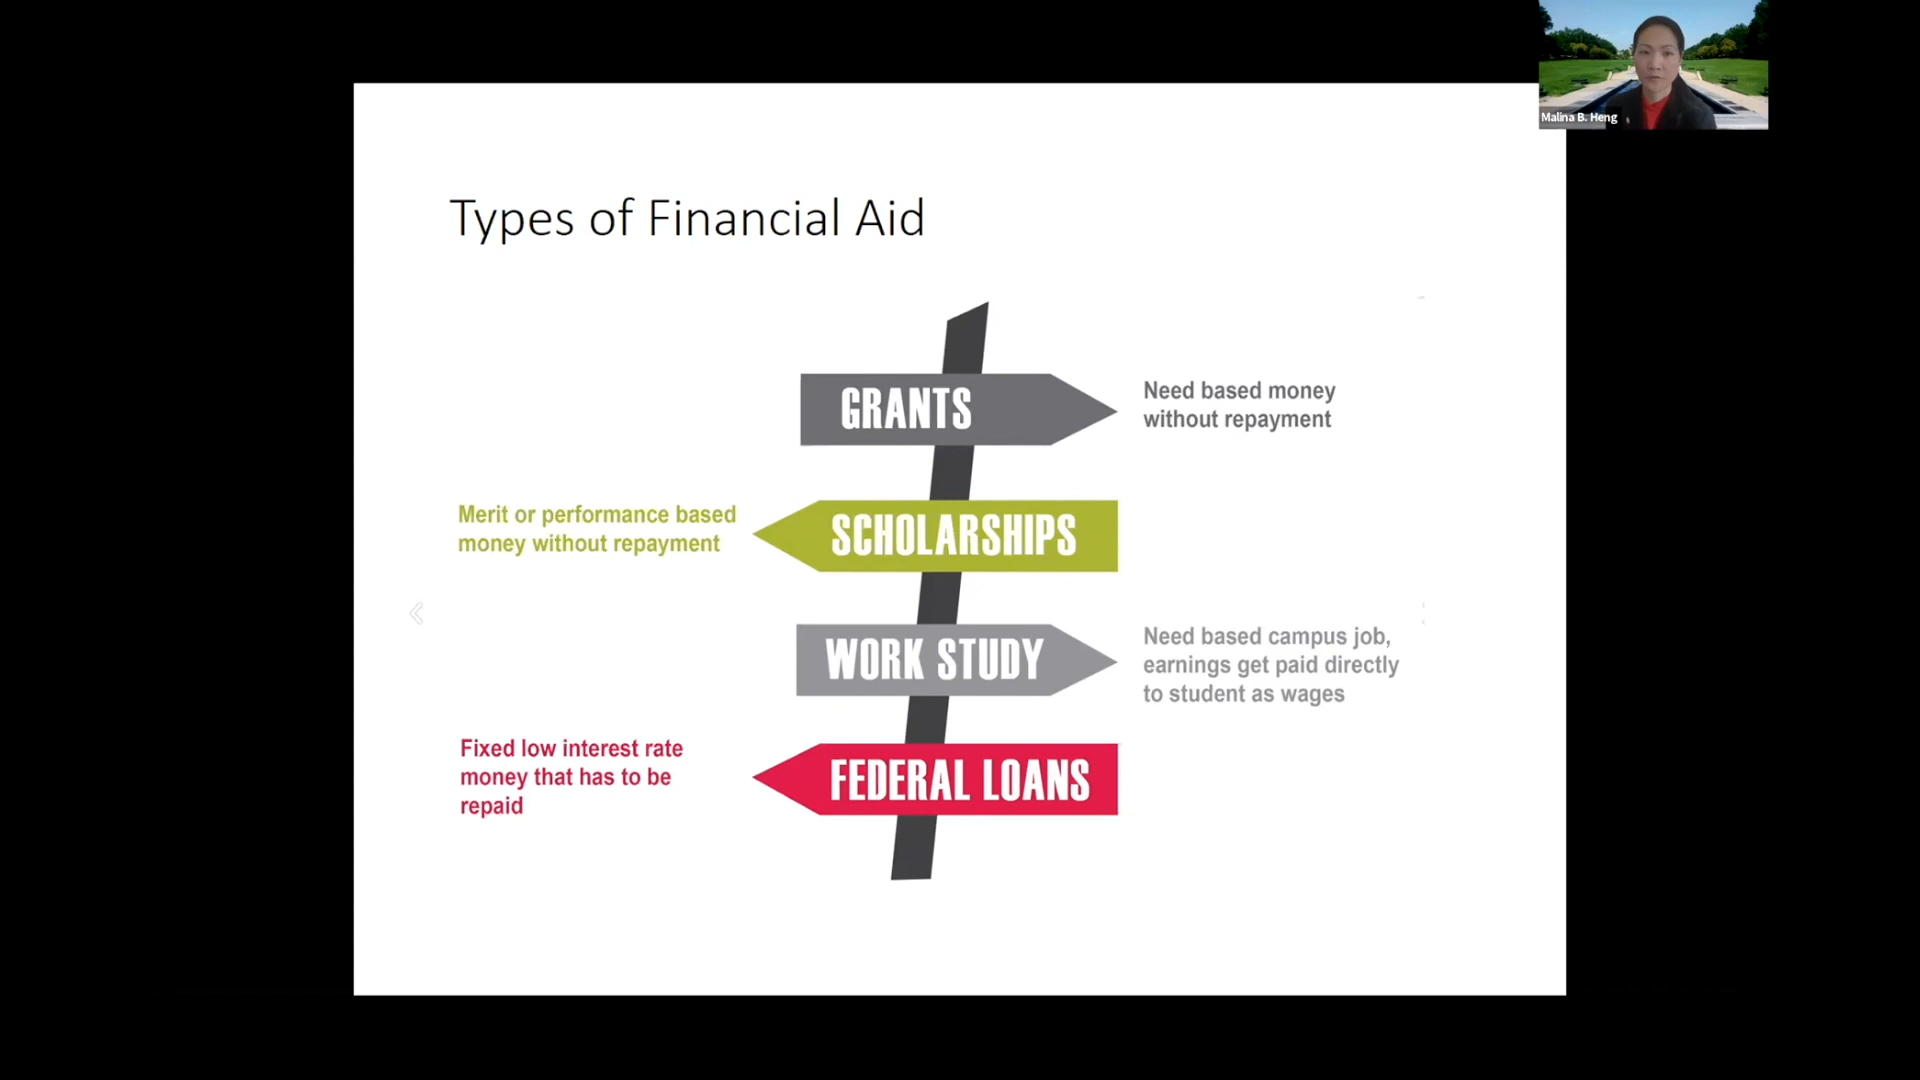 Malina B. Heng
Types of Financial Aid
GRANTS
Need based money
without repayment
Merit or performance based
money without repayment
SCHOLARSHIPS
WORK STUDY
Need based campus job,
earnings get paid directly
to student as wages
Fixed low interest rate
money that has to be
repaid
FEDERAL LOANS